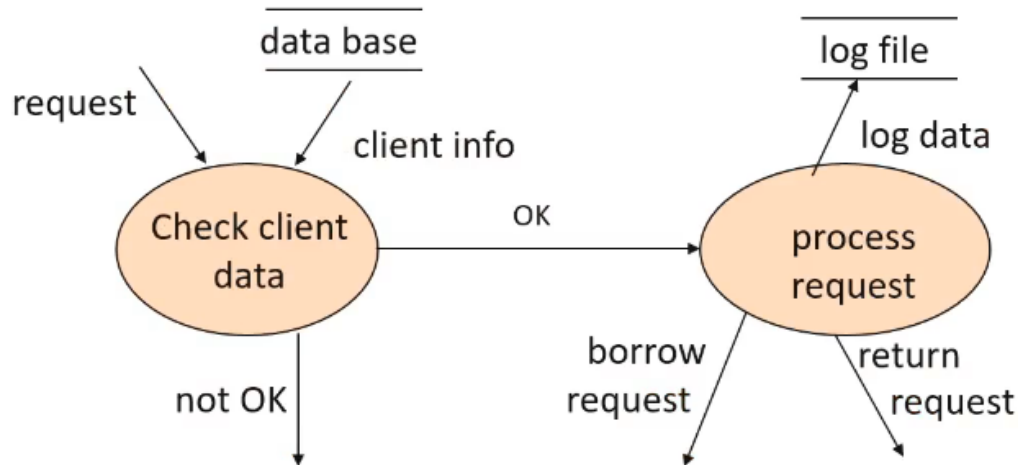 data base
log file
request
client info
log data
Check client
data
OK
process
request
not OK
borrow
request
return
request